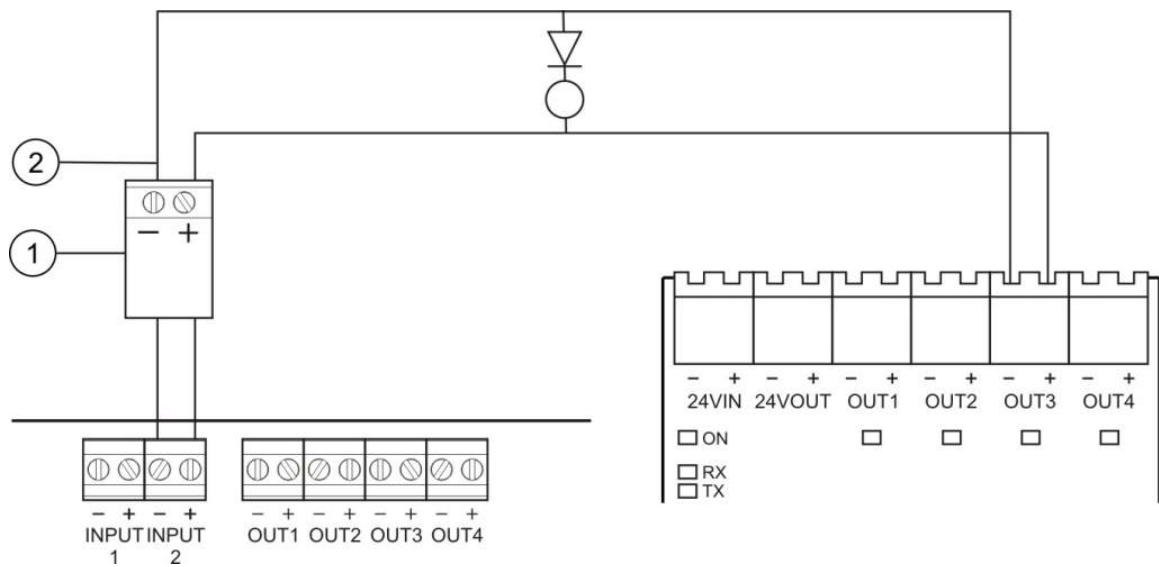 2
− +
1
− + − + − + − + − + − +
24VIN 24VOUT OUT1 OUT2 OUT3 OUT4
ON
RX
TX
− + − + − + − + − + − +
INPUT INPUT OUT1 OUT2 OUT3 OUT4
1 2